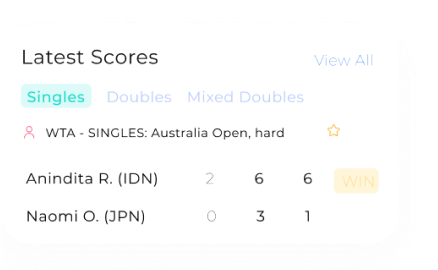 Latest Scores View All
Singles Doubles Mixed Doubles
WTA - SINGLES: Australia Open, hard
Anindita R. (IDN) 2 6 6 WIN
Naomi O. (JPN) 0 3 1